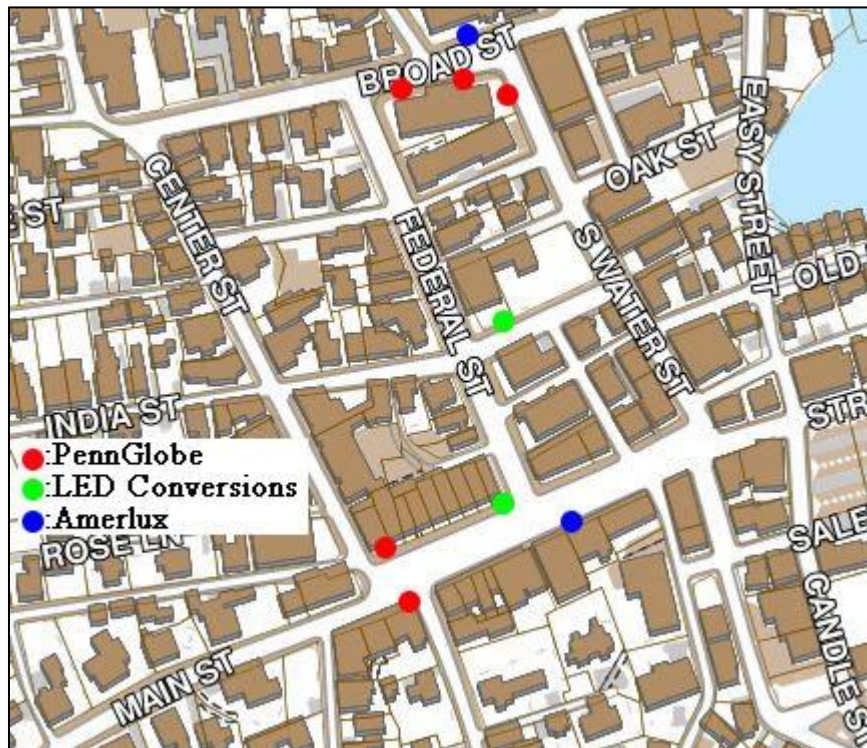 BROAD ST
EASY STREET
OAK ST
CENTER ST
E ST
FEDERAL ST
S WATER ST
OLD
INDIA ST
STR
:PennGlobe
:LED Conversions
:Amerlux
ROSE LN
SALE
CANDLE S
MAIN ST